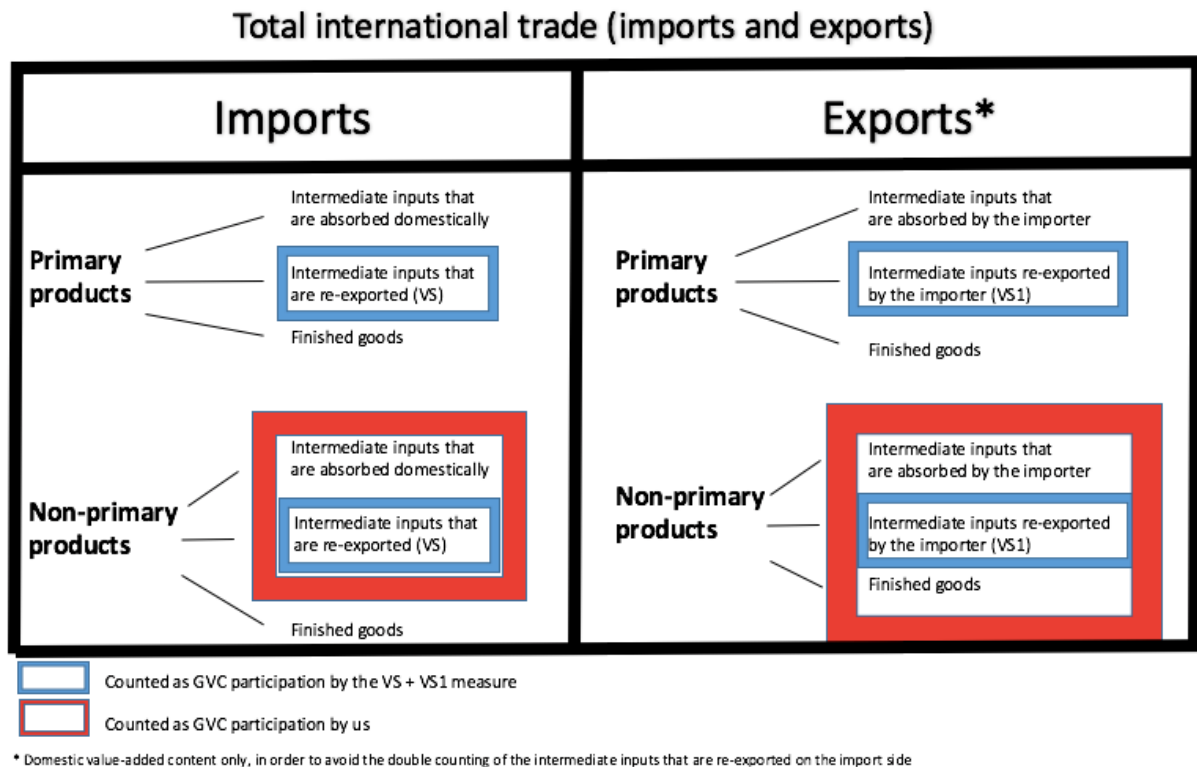 Total international trade (imports and exports)
Imports
Exports*
Primary
products
Intermediate inputs that
are absorbed domestically
Intermediate inputs that
are re-exported (VS)
Finished goods
Primary
products
Intermediate inputs that
are absorbed by the importer
Intermediate inputs re-exported
by the importer (VS1)
Finished goods
Non-primary
products
Intermediate inputs that
are absorbed domestically
Intermediate inputs that
are re-exported (VS)
Finished goods
Non-primary
products
Intermediate inputs that
are absorbed by the importer
Intermediate inputs re-exported
by the importer (VS1)
Finished goods
Counted as GVC participation by the VS + VS1 measure
Counted as GVC participation by us
* Domestic value-added content only, in order to avoid the double counting of the intermediate inputs that are re-exported on the import side